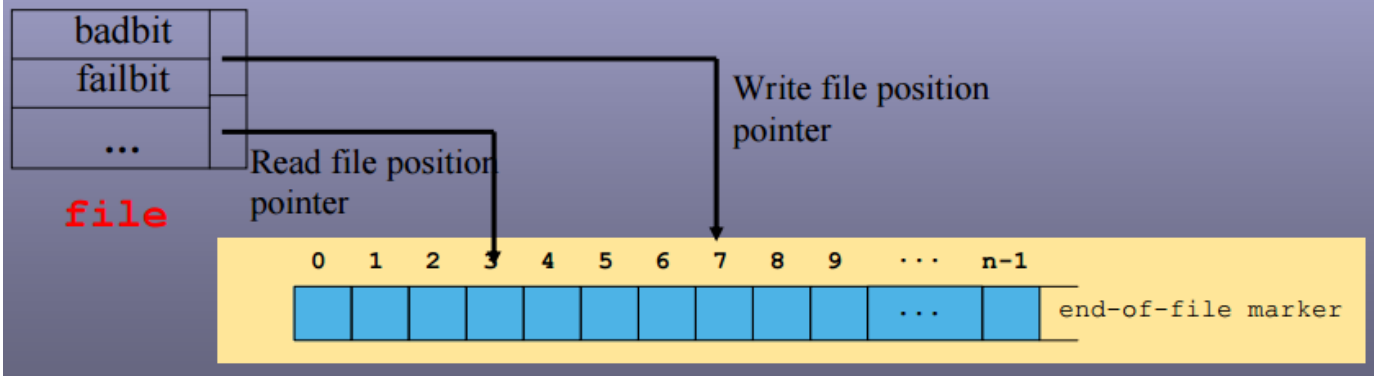 badbit
failbit
...
file
Write file position
pointer
Read file position
pointer
0 1 2 3 4 5 6 7 8 9 ... n-1
...
end-of-file marker